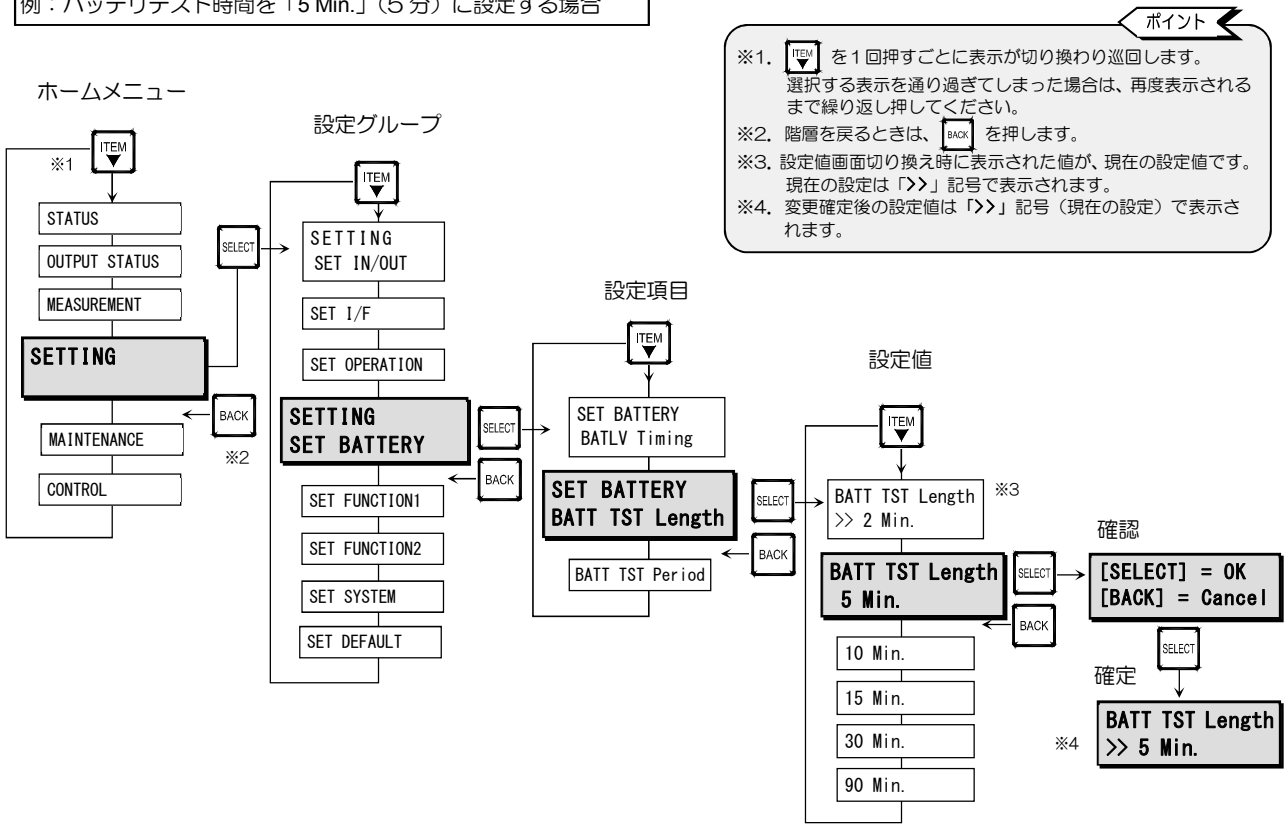 例：バッテリテスト時間を「5 Min.」（5 分）に設定する場合
ポイント
※1． ITEM を1回押すごとに表示が切り換わり巡回します。
選択する表示を通り過ぎてしまった場合は、再度表示される
まで繰り返し押してください。
※2． 階層を戻るときは、 BACK を押します。
※3．設定値画面切り換え時に表示された値が、現在の設定値です。
現在の設定は「>>」記号で表示されます。
※4． 変更確定後の設定値は「>>」記号（現在の設定）で表示さ
れます。
ホームメニュー
ITEM
※1
STATUS
OUTPUT STATUS
MEASUREMENT
SETTING
MAINTENANCE
CONTROL
SELECT
BACK
※2
設定グループ
ITEM
SETTING
SET IN/OUT
SET I/F
SET OPERATION
SETTING
SET BATTERY
SET FUNCTION1
SET FUNCTION2
SET SYSTEM
SET DEFAULT
SELECT
BACK
設定項目
ITEM
SET BATTERY
BATLV Timing
SET BATTERY
BATT TST Length
BATT TST Period
SELECT
BACK
設定値
ITEM
BATT TST Length
>> 2 Min.
※3
BATT TST Length
5 Min.
10 Min.
15 Min.
30 Min.
90 Min.
SELECT
BACK
確認
[SELECT] = OK
[BACK] = Cancel
SELECT
確定
BATT TST Length
>> 5 Min.
※4